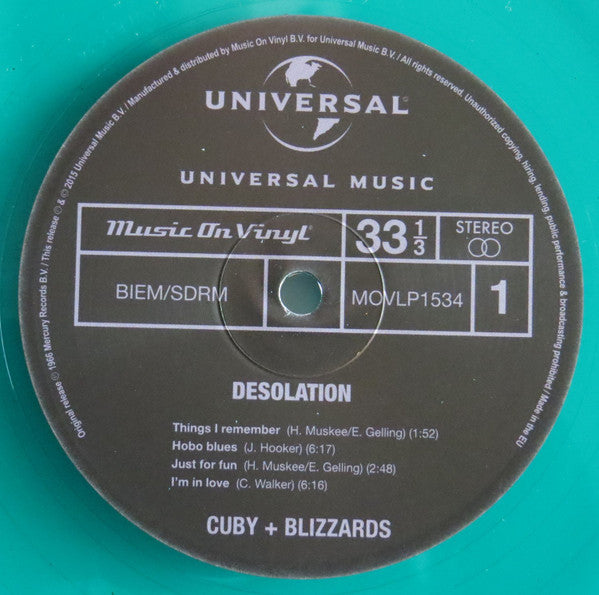 Original release ℗ 1966 Mercury Records B.V. / This release ℗ & © 2015 Universal Music B.V. / Manufactured & distributed by Music On Vinyl B.V. for Universal Music B.V. / All rights reserved. Unauthorized copying, hiring, lending, public performance & broadcasting prohibited / Made in the EU
UNIVERSAL®
UNIVERSAL MUSIC
Music On Vinyl®
33 1/3
STEREO
BIEM/SDRM
MOVLP1534
1
DESOLATION
Things I remember (H. Muskee/E. Gelling) (1:52)
Hobo blues (J. Hooker) (6:17)
Just for fun (H. Muskee/E. Gelling) (2:48)
I'm in love (C. Walker) (6:16)
CUBY + BLIZZARDS